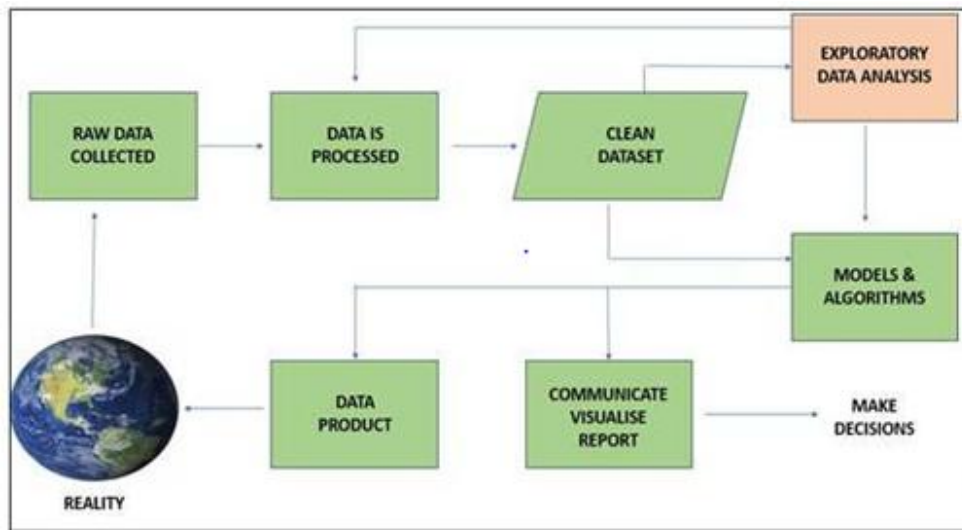 EXPLORATORY
DATA ANALYSIS
RAW DATA
COLLECTED
DATA IS
PROCESSED
CLEAN
DATASET
MODELS &
ALGORITHMS
DATA
PRODUCT
COMMUNICATE
VISUALISE
REPORT
MAKE
DECISIONS
REALITY